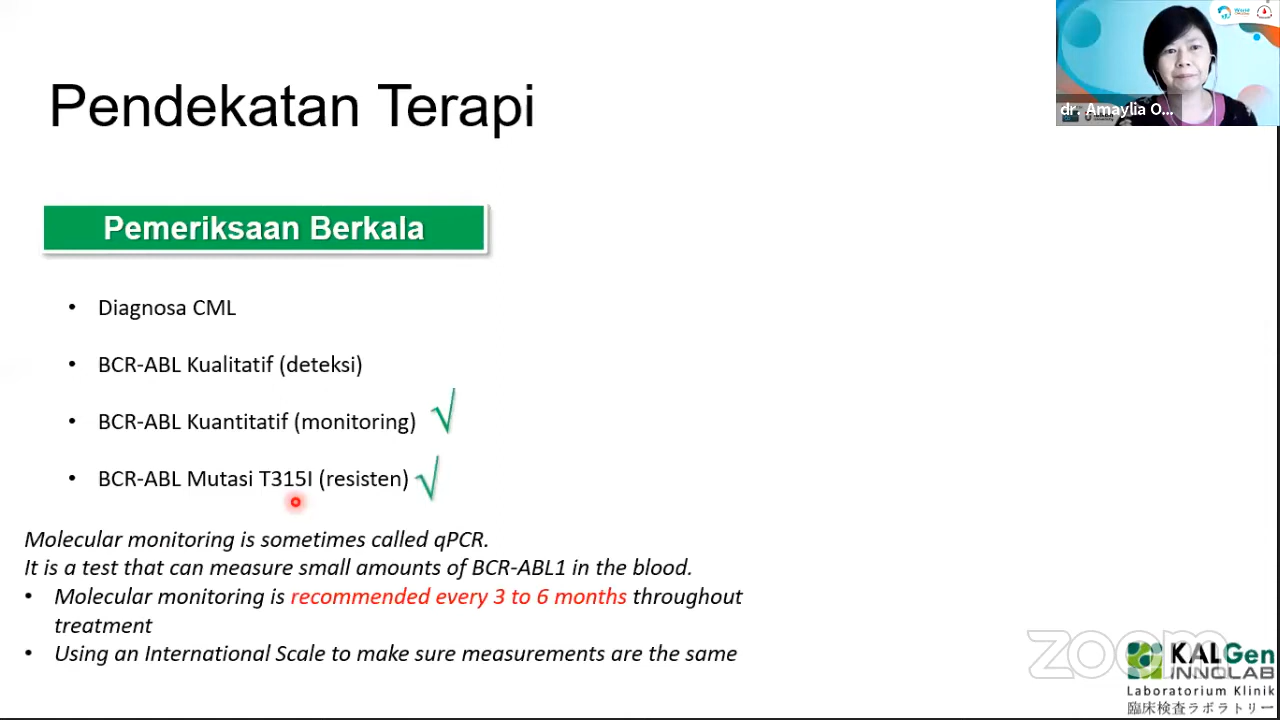 dr. Amaylia O...
Pendekatan Terapi
Pemeriksaan Berkala
• Diagnosa CML
• BCR-ABL Kualitatif (deteksi)
• BCR-ABL Kuantitatif (monitoring) √
• BCR-ABL Mutasi T315I (resisten) √
Molecular monitoring is sometimes called qPCR.
It is a test that can measure small amounts of BCR-ABL1 in the blood.
• Molecular monitoring is recommended every 3 to 6 months throughout
treatment
• Using an International Scale to make sure measurements are the same
zoom
KALGen
INNOLAB
Laboratorium Klinik
臨床検査ラボラトリー